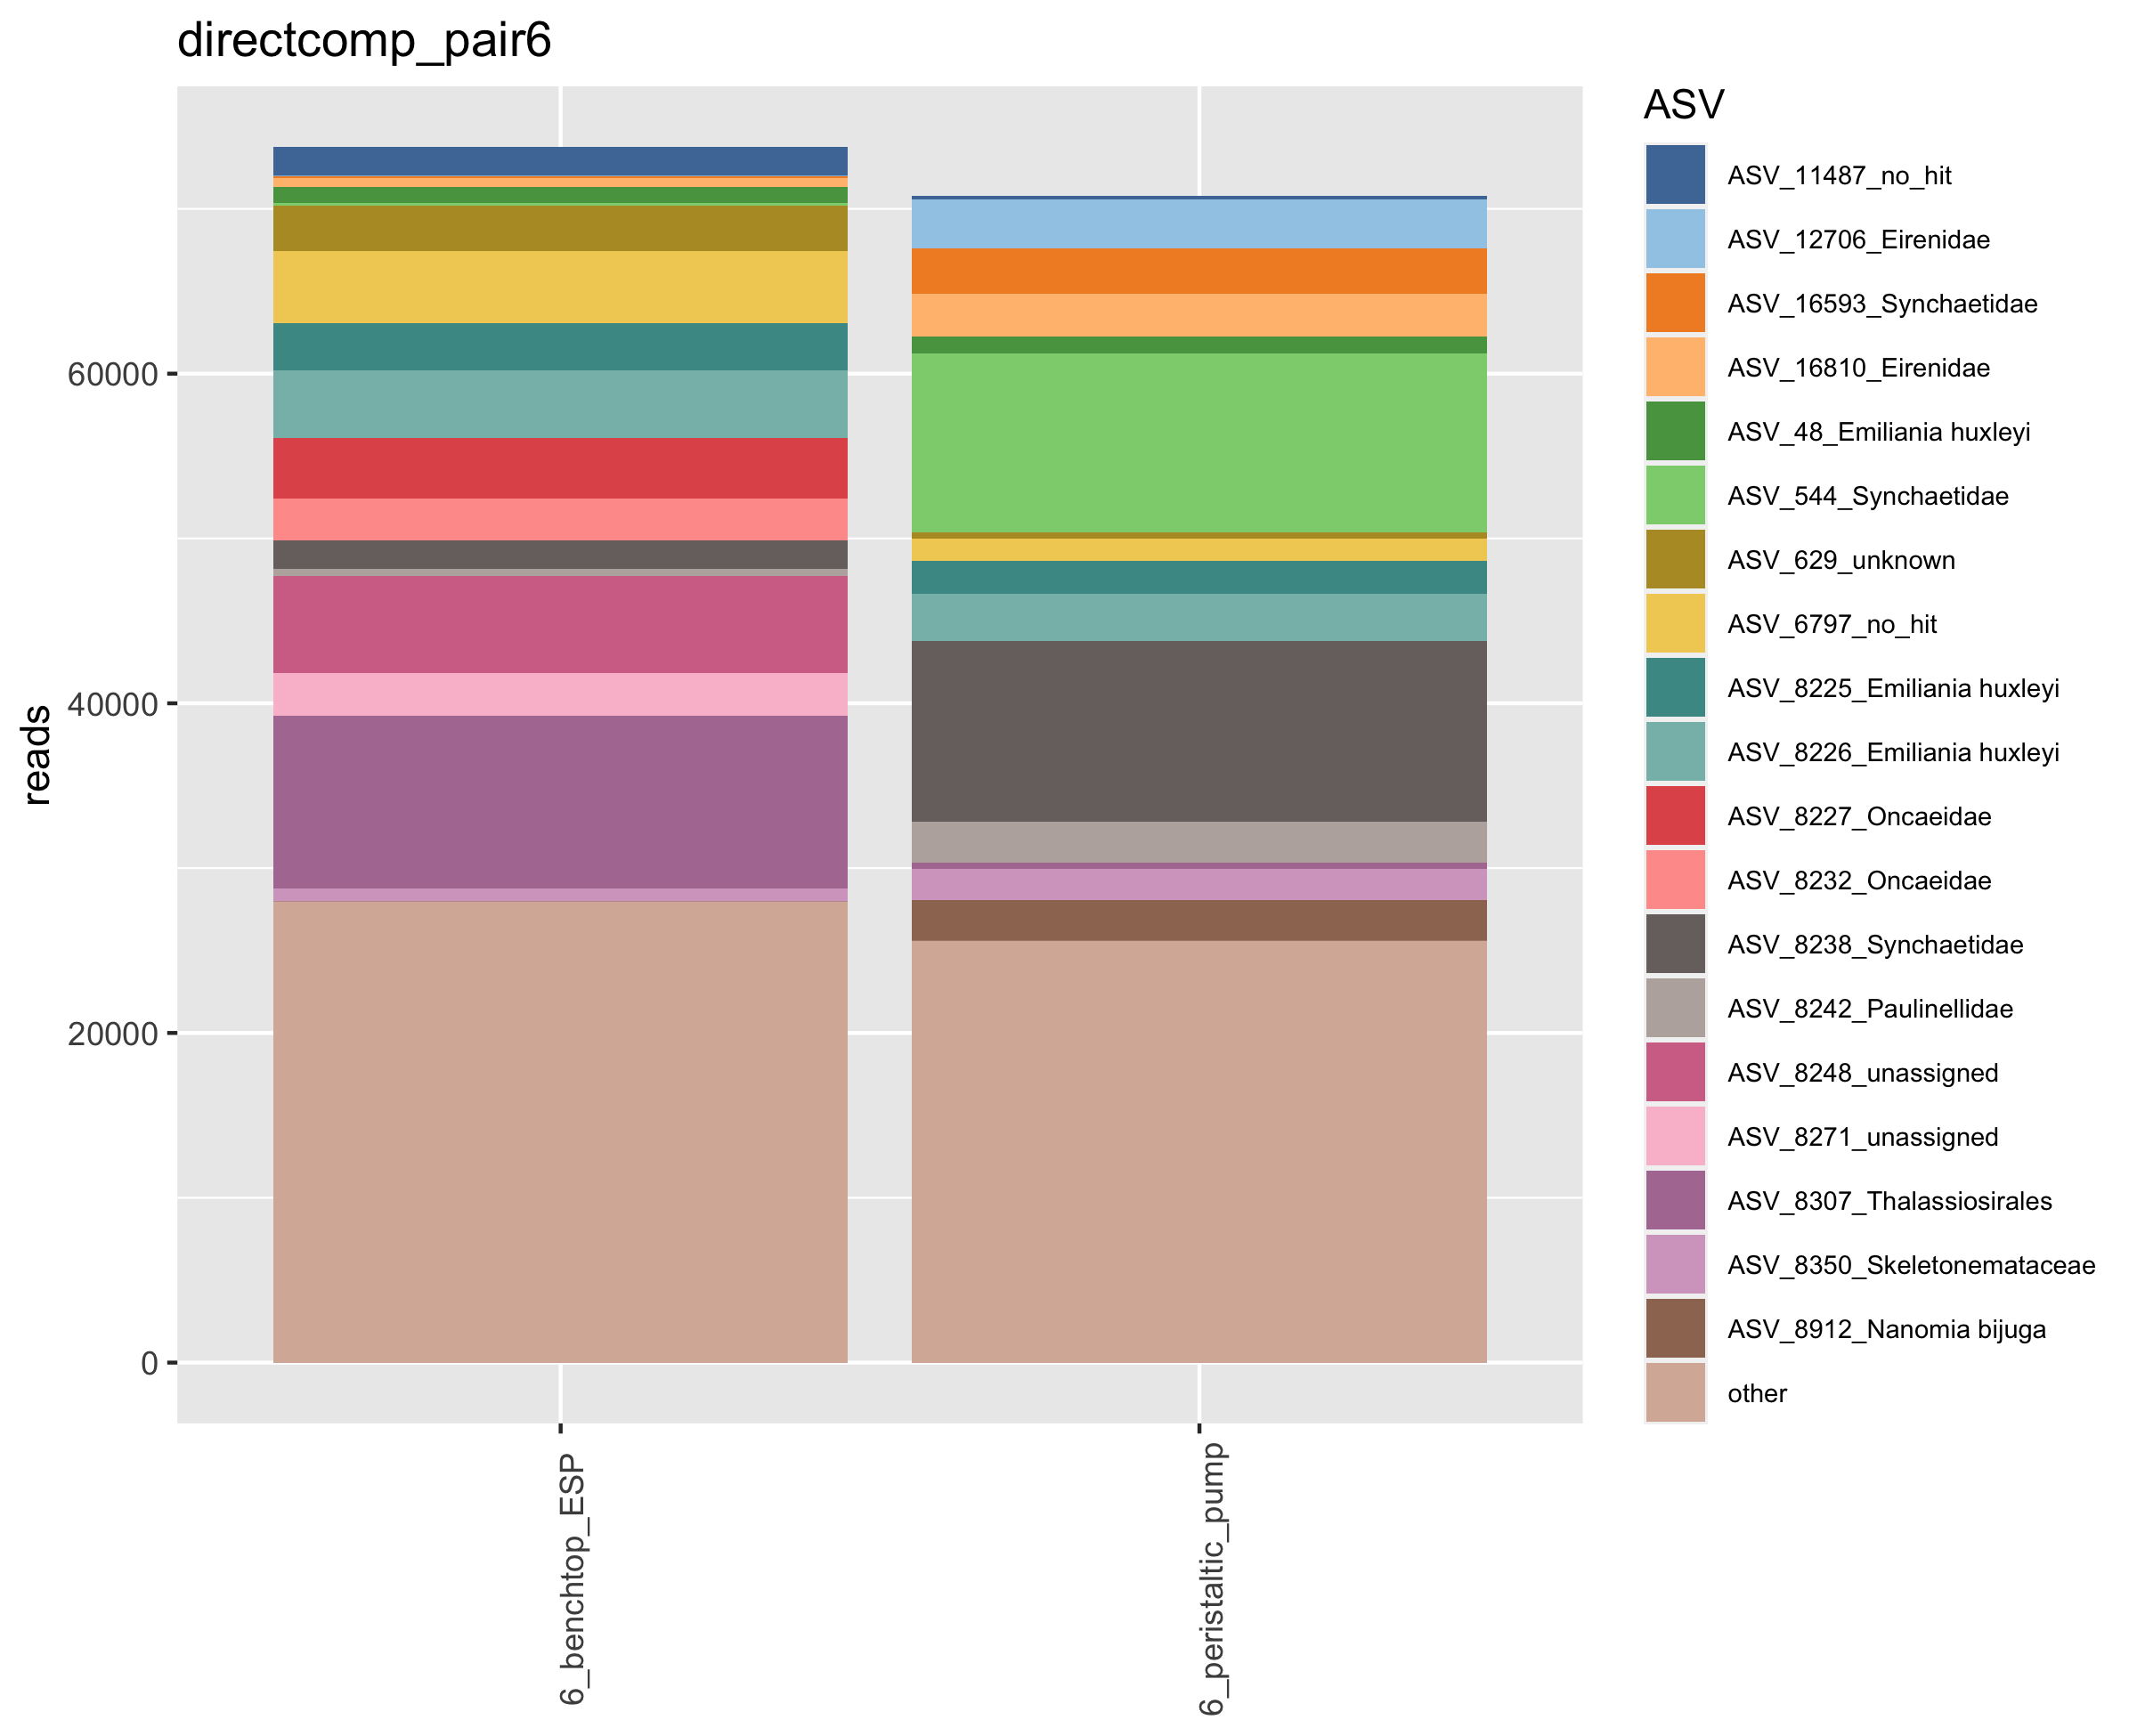 directcomp_pair6
reads
60000
40000
20000
0
6_benchtop_ESP
6_peristaltic_pump
ASV
ASV_11487_no_hit
ASV_12706_Eirenidae
ASV_16593_Synchaetidae
ASV_16810_Eirenidae
ASV_48_Emiliania huxleyi
ASV_544_Synchaetidae
ASV_629_unknown
ASV_6797_no_hit
ASV_8225_Emiliania huxleyi
ASV_8226_Emiliania huxleyi
ASV_8227_Oncaeidae
ASV_8232_Oncaeidae
ASV_8238_Synchaetidae
ASV_8242_Paulinellidae
ASV_8248_unassigned
ASV_8271_unassigned
ASV_8307_Thalassiosirales
ASV_8350_Skeletonemataceae
ASV_8912_Nanomia bijuga
other